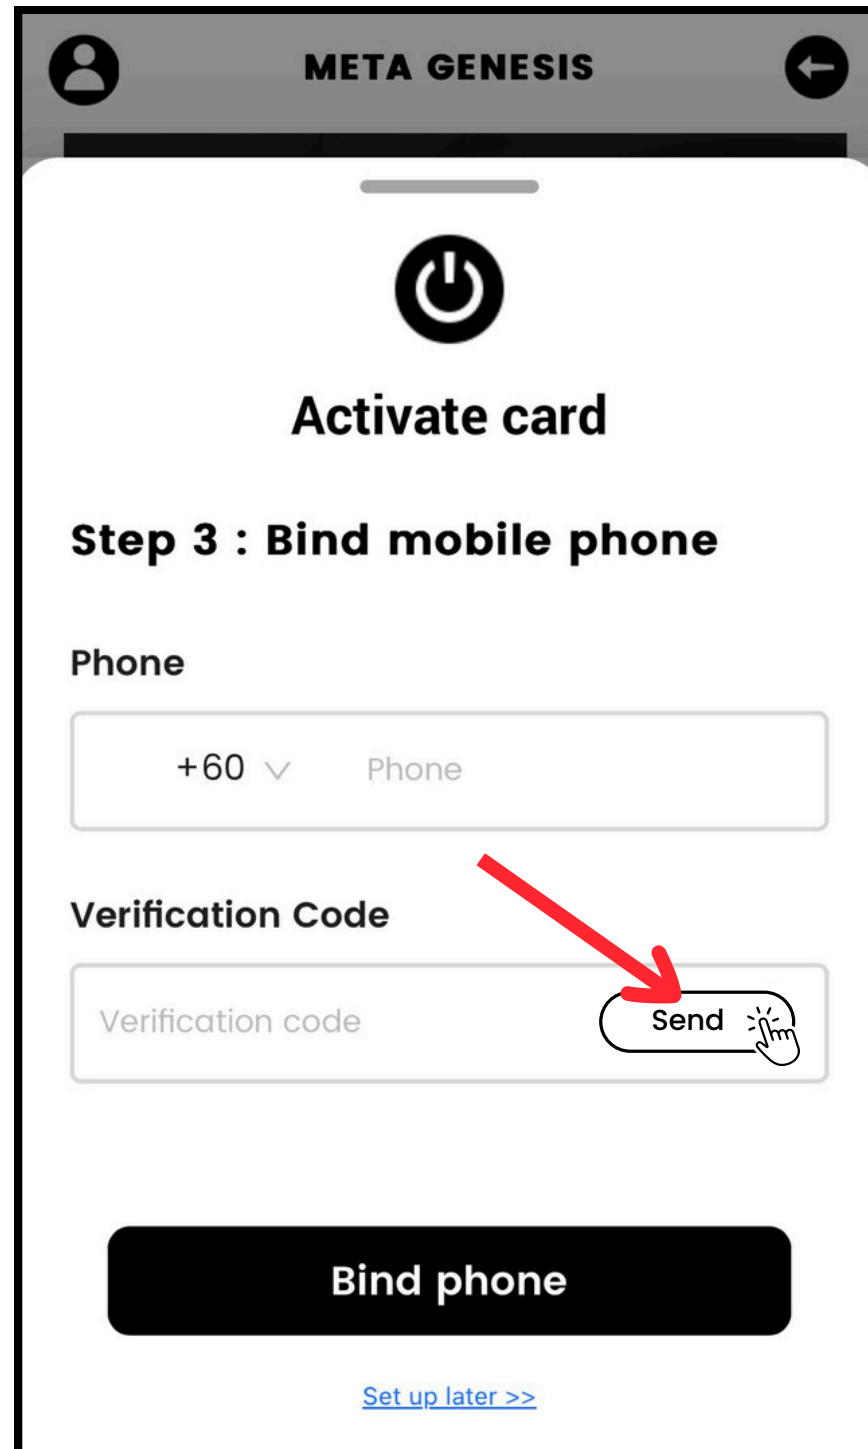 META GENESIS
Activate card
Step 3 : Bind mobile phone
Phone
+60 Phone
Verification Code
Verification code Send
Bind phone
Set up later >>